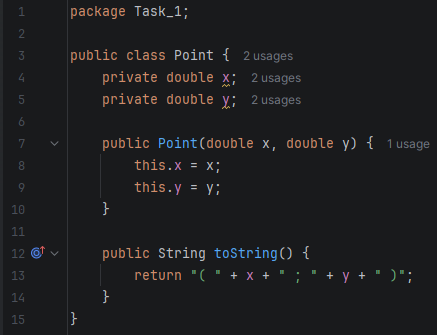 1 package Task_1;
2
3 public class Point { 2 usages
4     private double x; 2 usages
5     private double y; 2 usages
6
7     public Point(double x, double y) { 1 usage
8         this.x = x;
9         this.y = y;
10     }
11
12     public String toString() {
13         return "( " + x + " ; " + y + " )";
14     }
15 }